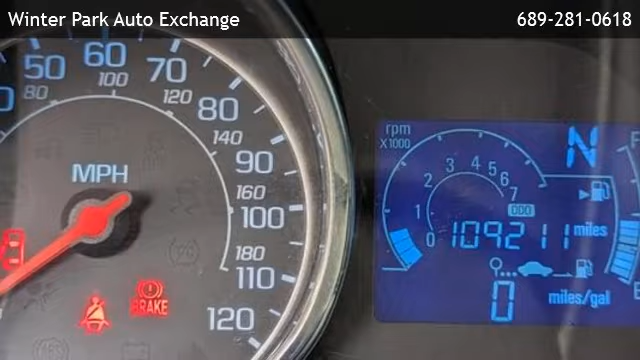 Winter Park Auto Exchange 689-281-0618
50 60 70 80 90 100 110 120
80 100 120 140 160 180
MPH
BRAKE
rpm
X1000
0 1 2 3 4 5 6 7
N
F
ODO
109211 miles
0 miles/gal
E